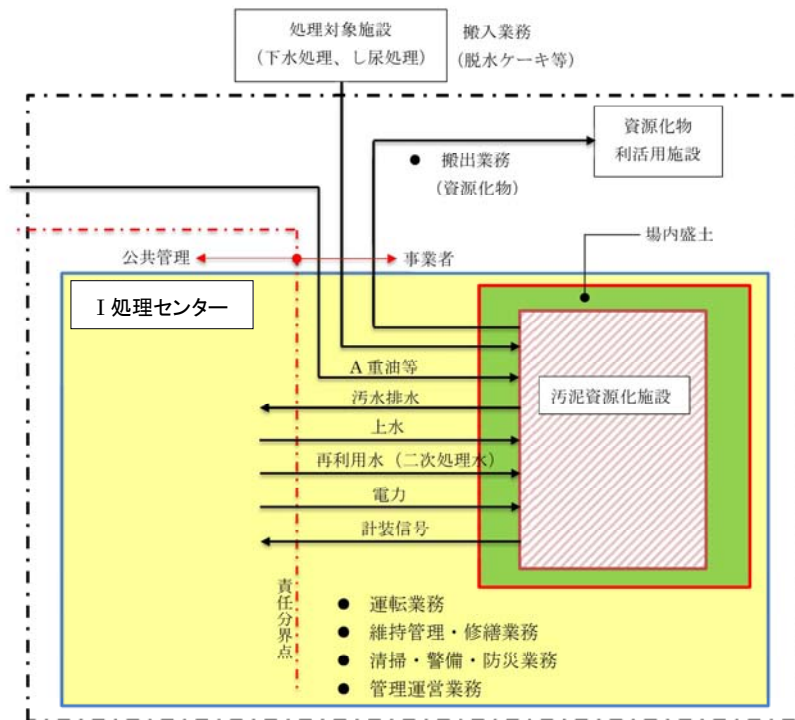 処理対象施設
（下水処理、し尿処理）
搬入業務
（脱水ケーキ等）
資源化物
利活用施設
● 搬出業務
（資源化物）
場内盛土
公共管理
事業者
I 処理センター
A 重油等
汚水排水
上水
再利用水（二次処理水）
電力
計装信号
汚泥資源化施設
責任分界点
● 運転業務
● 維持管理・修繕業務
● 清掃・警備・防災業務
● 管理運営業務